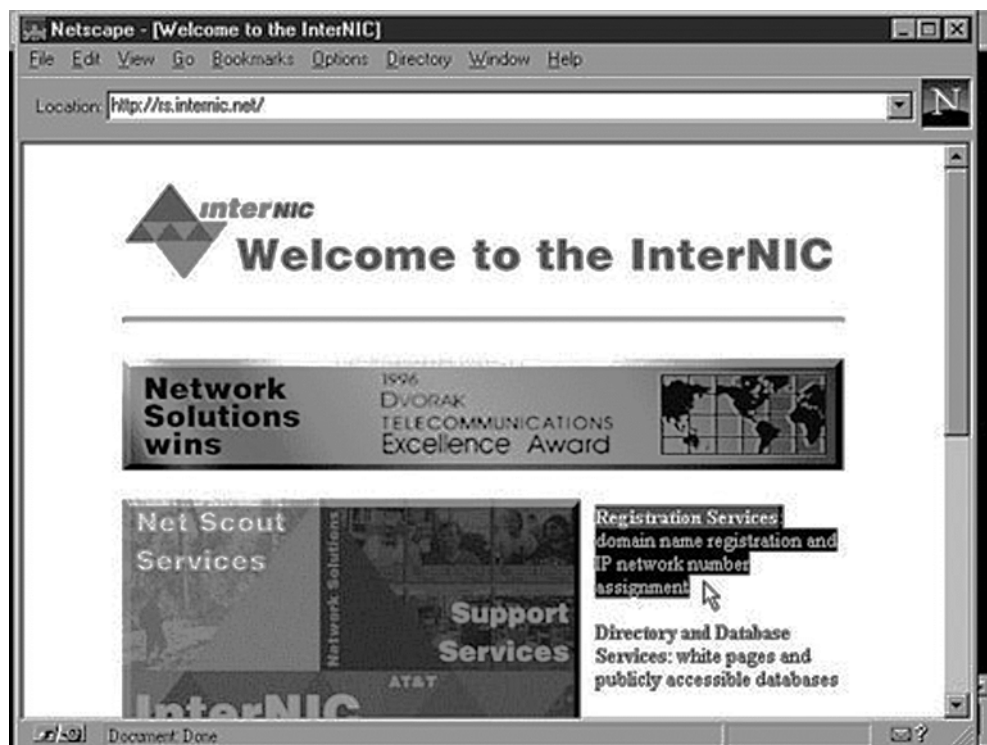 Netscape - [Welcome to the InterNIC]
File Edit View Go Bookmarks Options Directory Window Help
Location: http://rs.internic.net/
N
InterNIC
Welcome to the InterNIC
Network
Solutions
wins
1996
DVORAK
TELECOMMUNICATIONS
Excellence Award
Net Scout
Services
Network Solutions
Support
Services
AT&T
InterNIC
Registration Services
domain name registration and
IP network number
assignment
Directory and Database
Services: white pages and
publicly accessible databases
Document: Done
?